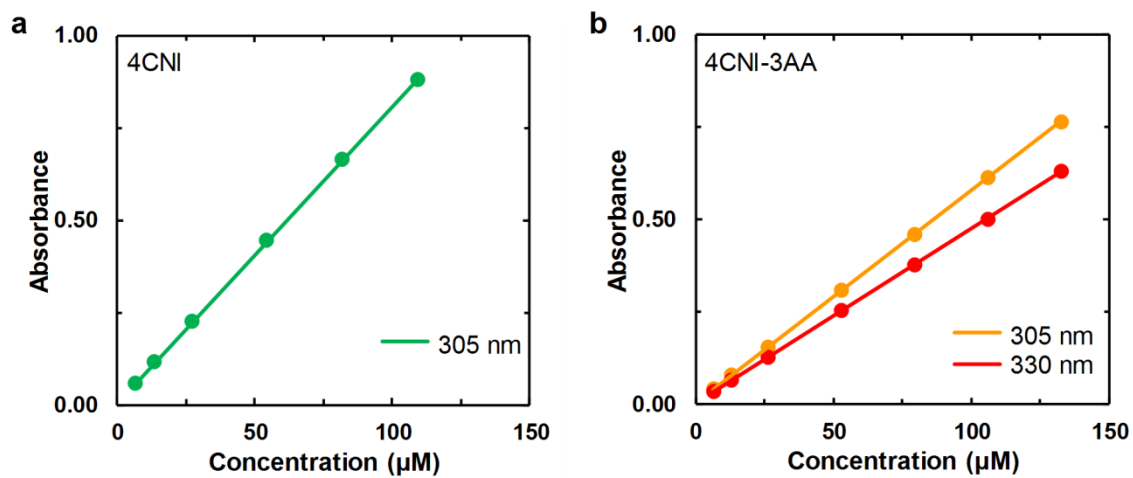 a
1.00
4CNI
Absorbance
0.50
305 nm
0.00
0
50
100
150
Concentration (µM)
b
1.00
4CNI-3AA
Absorbance
0.50
305 nm
330 nm
0.00
0
50
100
150
Concentration (µM)